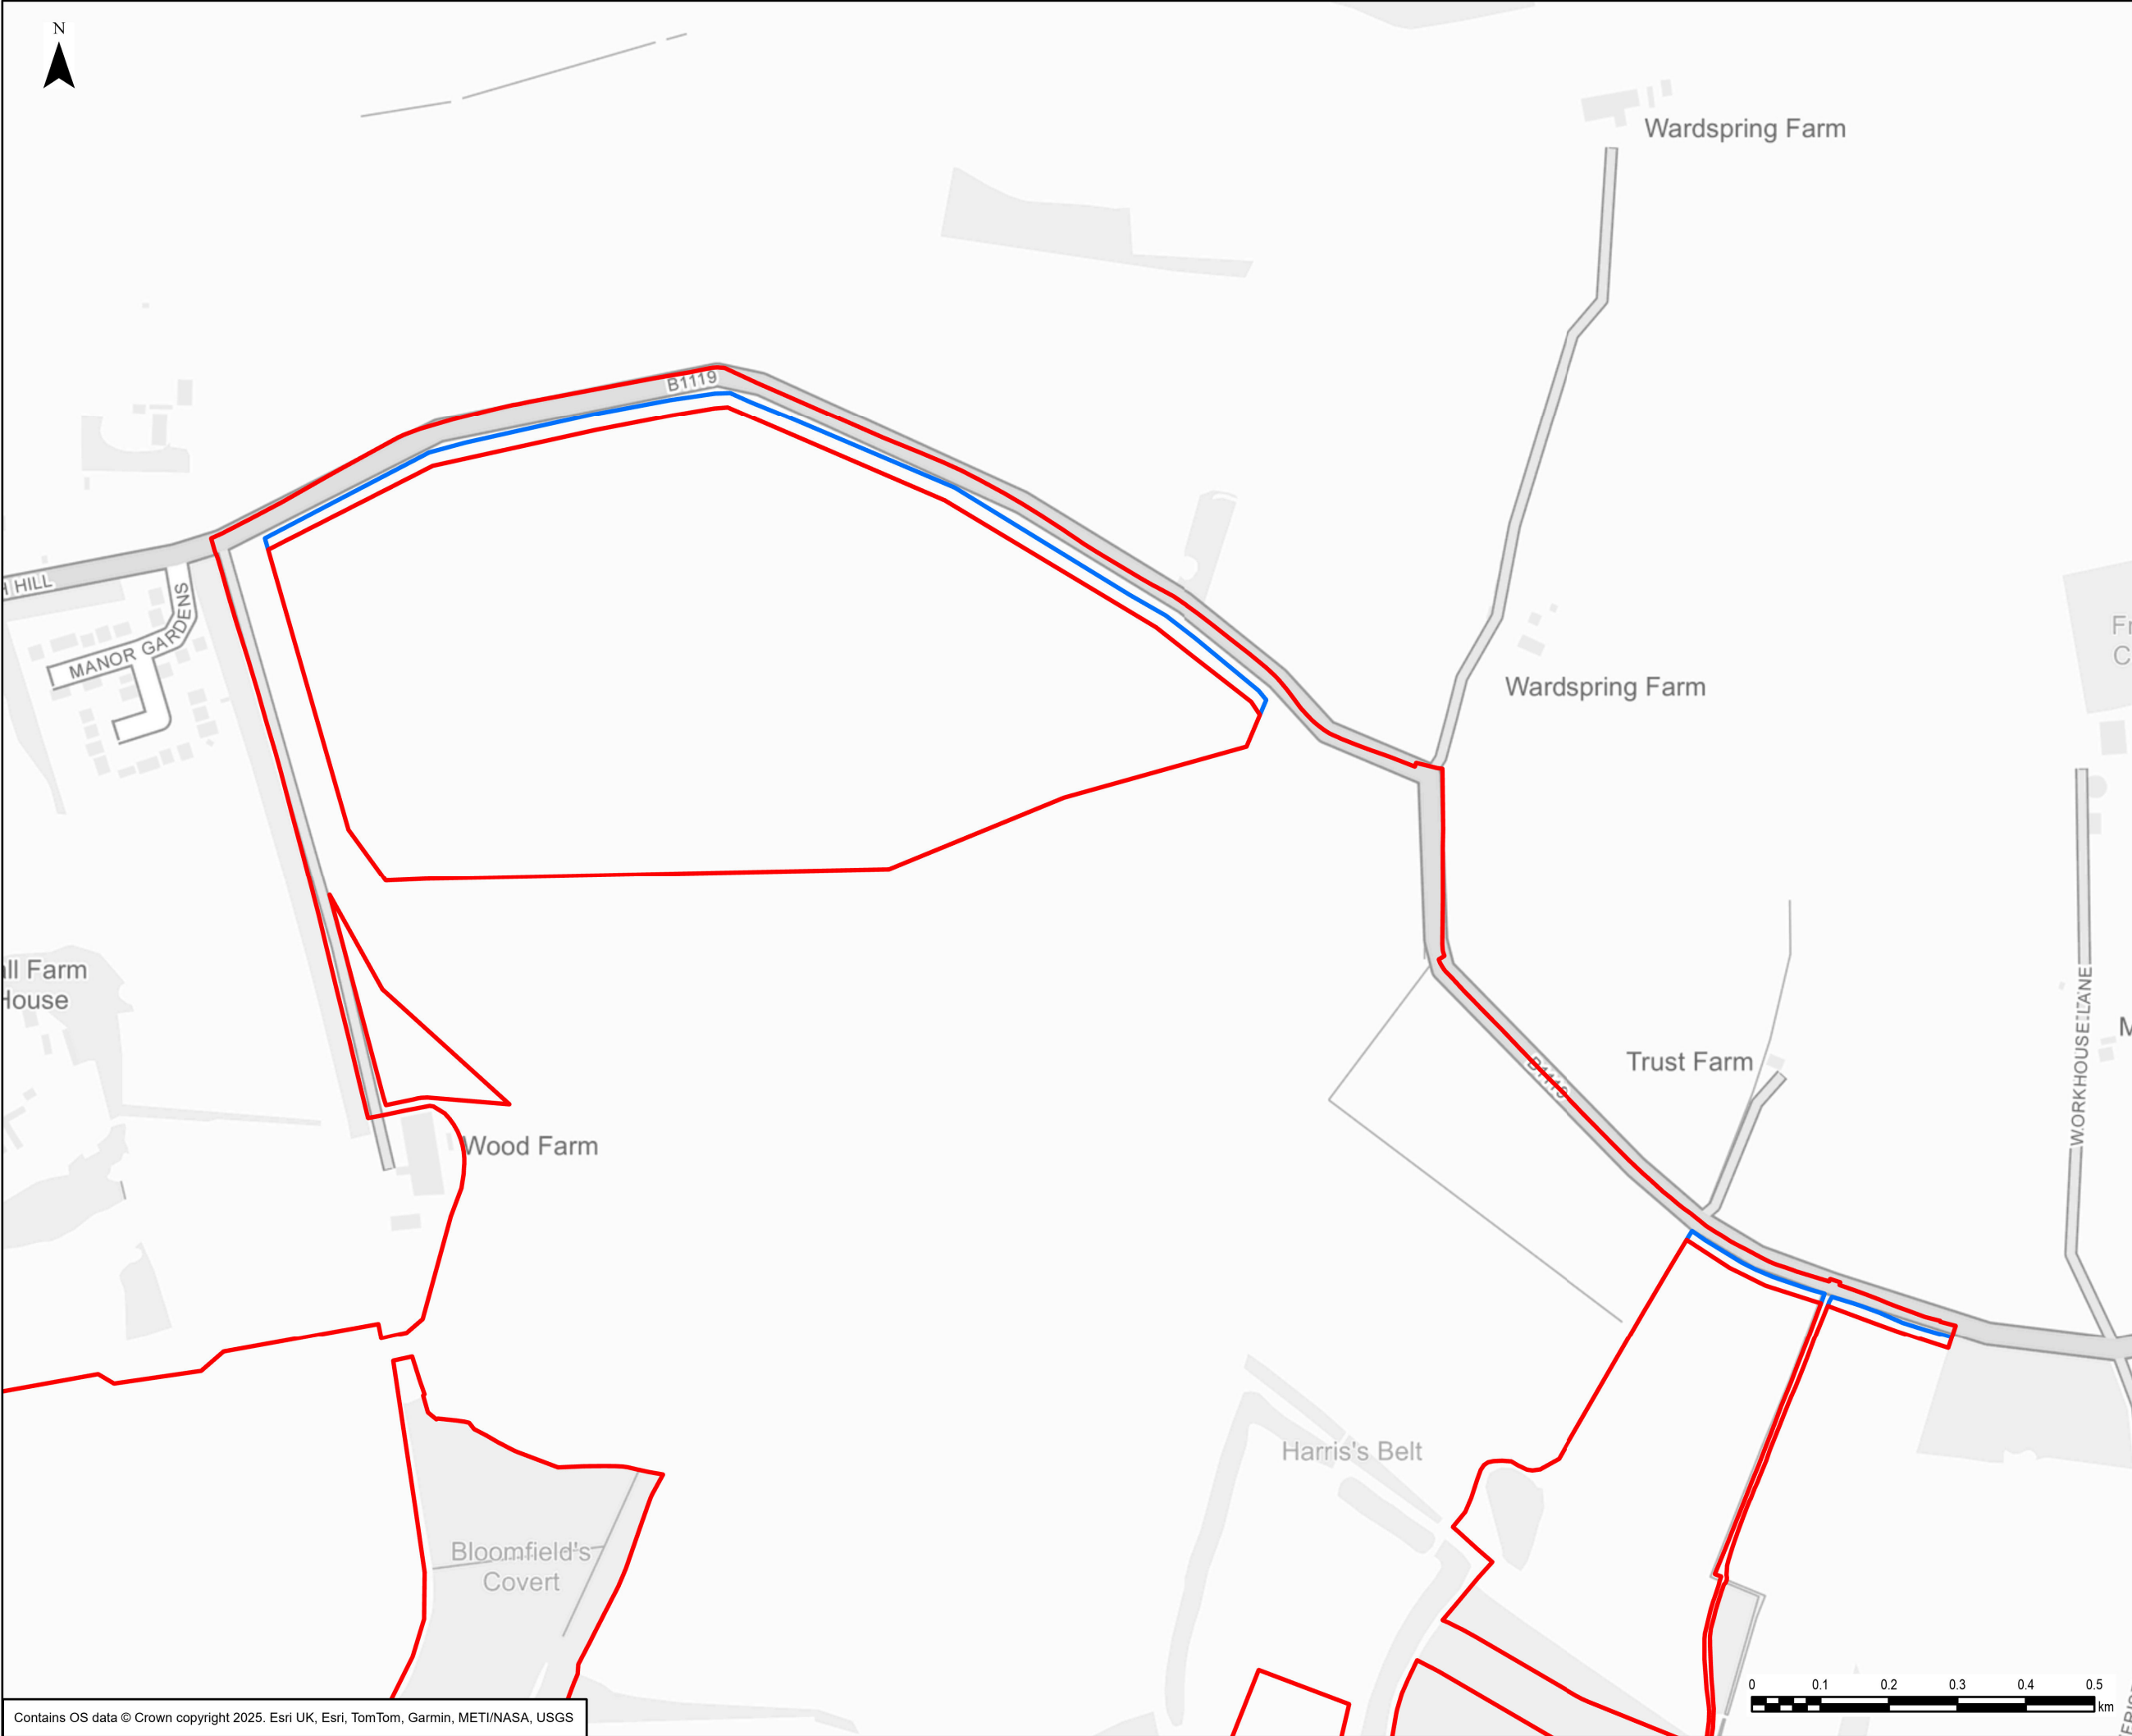 N
Wardspring Farm
B1119
H HILL
MANOR GARDENS
Wardspring Farm
Fr
C
ll Farm
House
WORKHOUSE LANE
M
Trust Farm
B1119
Wood Farm
Harris's Belt
Bloomfield's
Covert
0 0.1 0.2 0.3 0.4 0.5
km
Contains OS data © Crown copyright 2025. Esri UK, Esri, TomTom, Garmin, METI/NASA, USGS